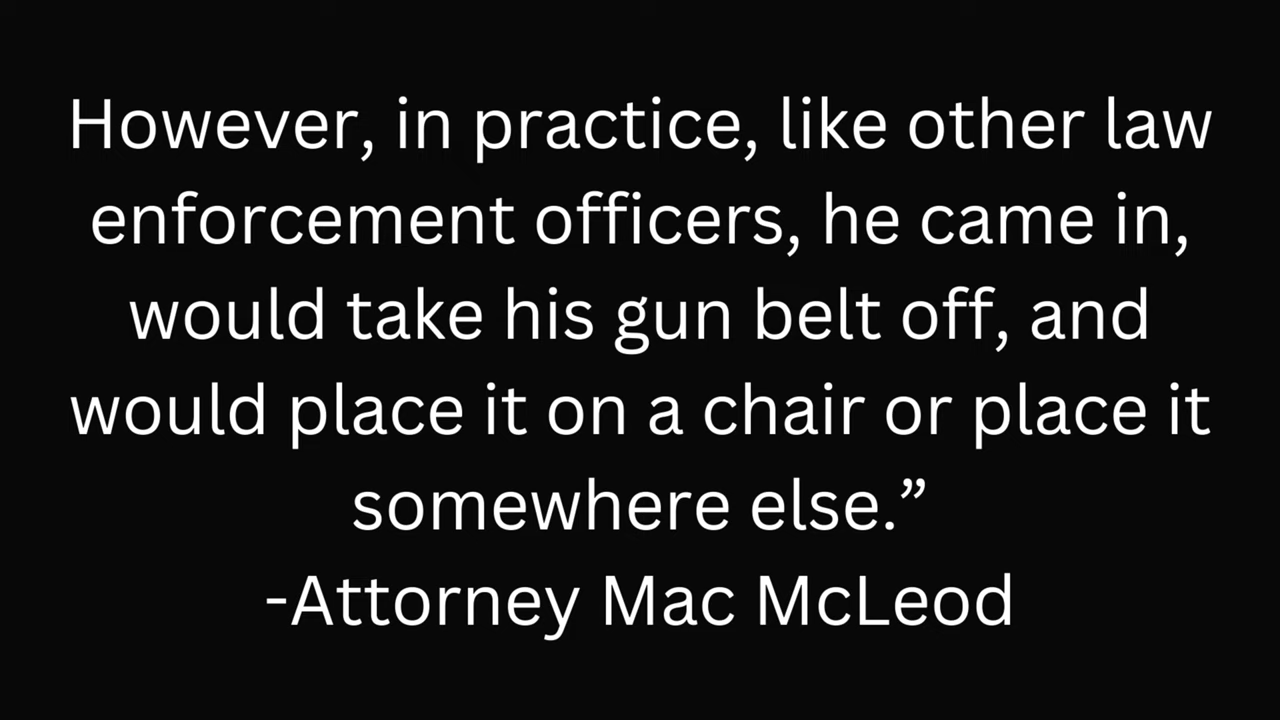 However, in practice, like other law
enforcement officers, he came in,
would take his gun belt off, and
would place it on a chair or place it
somewhere else.”
-Attorney Mac McLeod